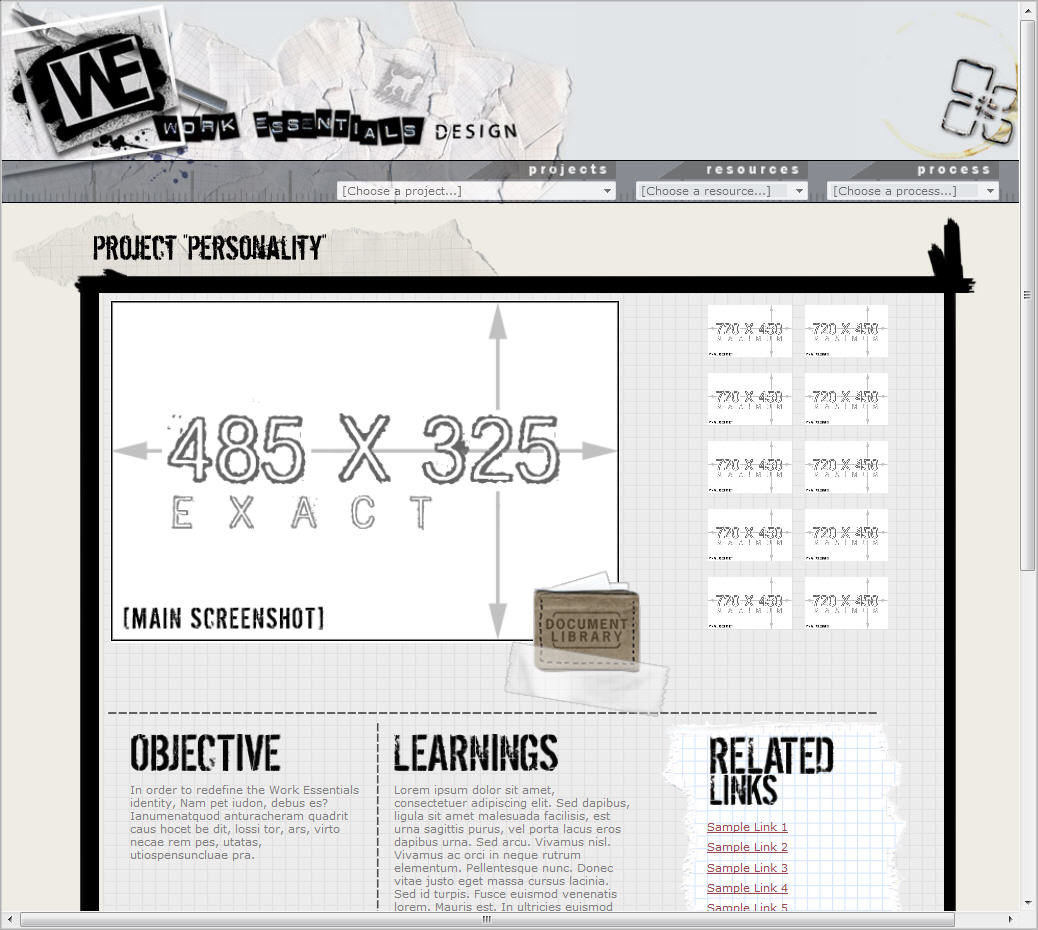 WE
WORK ESSENTIALS DESIGN
projects resources process
[Choose a project...] [Choose a resource...] [Choose a process...]
PROJECT "PERSONALITY"
485 X 325
EXACT
[MAIN SCREENSHOT]
DOCUMENT
LIBRARY
720 X 450 720 X 450
MAXIMUM MAXIMUM
720 X 450 720 X 450
MAXIMUM MAXIMUM
720 X 450 720 X 450
MAXIMUM MAXIMUM
720 X 450 720 X 450
MAXIMUM MAXIMUM
720 X 450 720 X 450
MAXIMUM MAXIMUM
OBJECTIVE
In order to redefine the Work Essentials
identity, Nam pet iudon, debus es?
Ianumenatquod anturacheram quadrit
caus hocet be dit, lossi tor, ars, virto
necae rem pes, utatas,
utiospensuncluae pra.
LEARNINGS
Lorem ipsum dolor sit amet,
consectetuer adipiscing elit. Sed dapibus,
ligula sit amet malesuada facilisis, est
urna sagittis purus, vel porta lacus eros
dapibus urna. Sed arcu. Vivamus nisl.
Vivamus ac orci in neque rutrum
elementum. Pellentesque nunc. Donec
vitae justo eget massa cursus lacinia.
Sed id turpis. Fusce euismod venenatis
lorem. Mauris est. In ultricies euismod
RELATED
LINKS
Sample Link 1
Sample Link 2
Sample Link 3
Sample Link 4
Sample Link 5